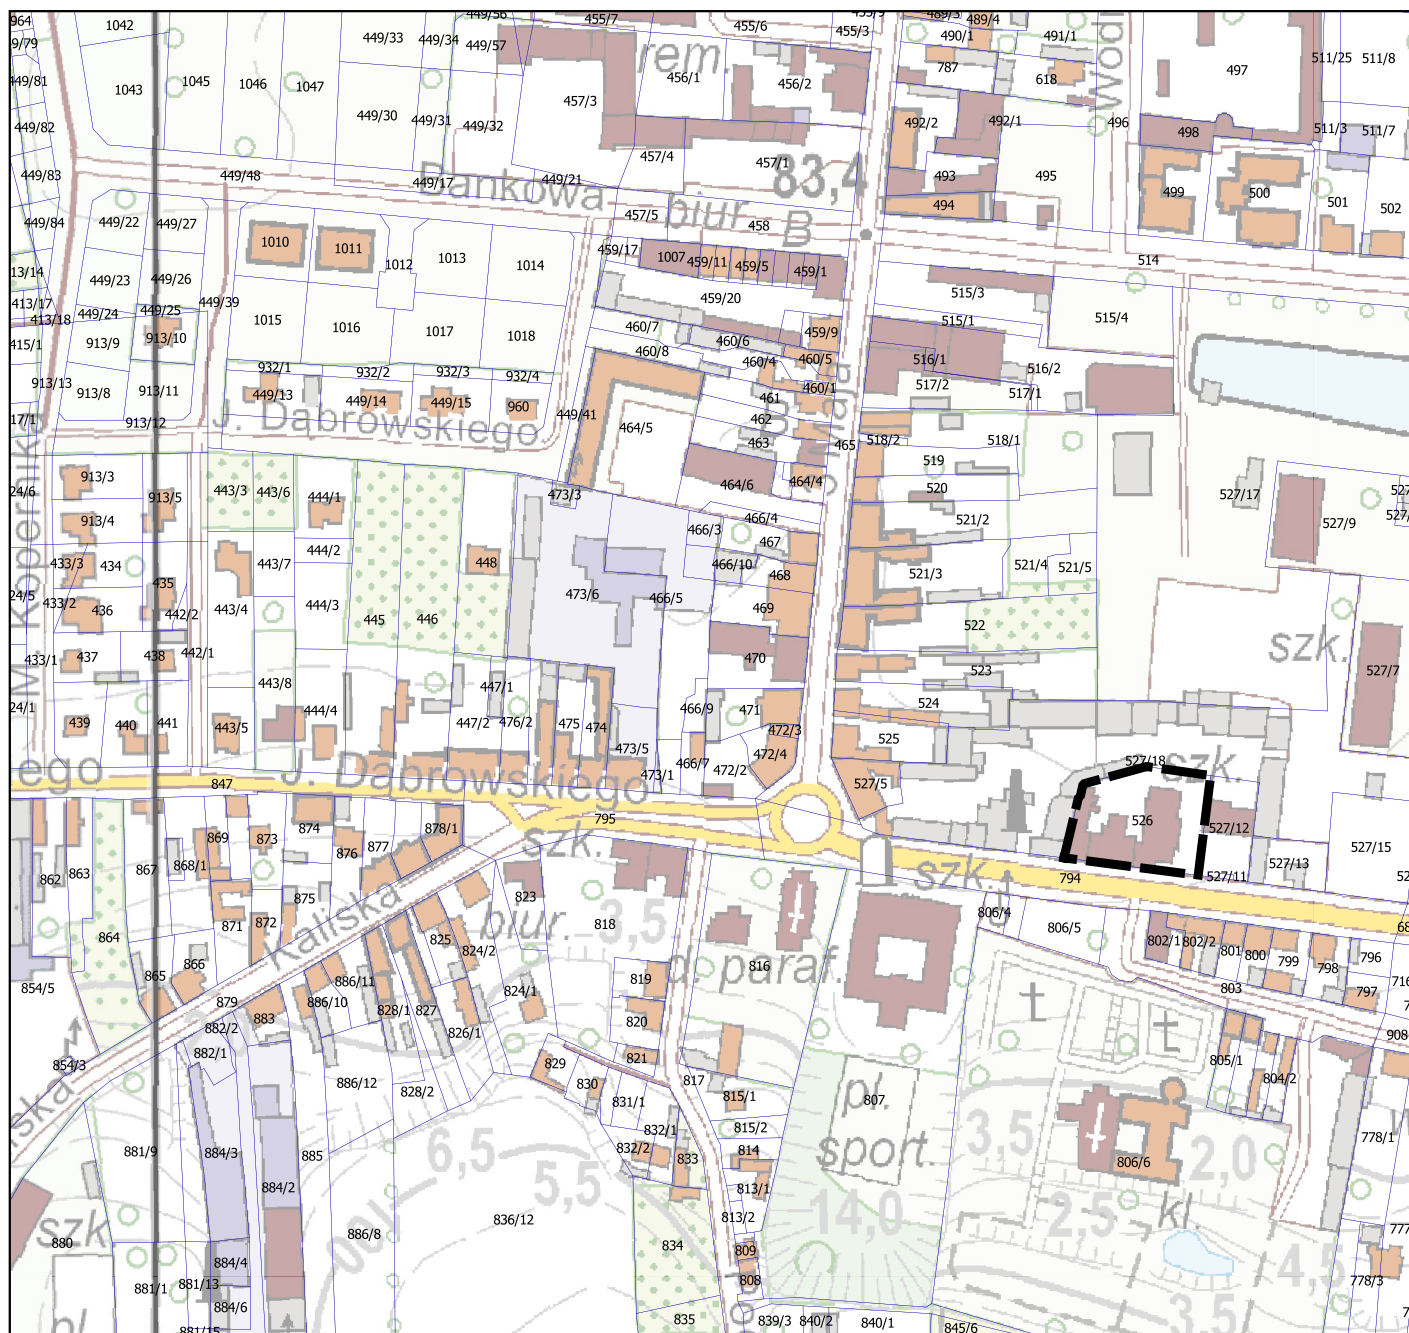 964 1042 449/56 455/7 455/6 455/3 489/3 489/4
449/33 449/34 449/57 rem. 490/1 491/1 Wodn
9/79 1043 1045 1046 1047 456/1 456/2 787 618 497 511/25 511/8
449/81 457/3
449/82 449/30 449/31 449/32 492/2 492/1 496 498 511/3 511/7
449/83 449/48 449/17 449/21 457/4 457/1 83,4 493 495 499 500 501 502
Dankowa
449/84 449/22 449/27 457/5 biur. 458 B 494
1010 1011 1012 1013 1014 459/17 1007 459/11 459/5 459/1 514
13/14 449/23 449/26 459/20 515/3
413/17 449/39
413/18 449/24 449/25 1015 1016 1017 1018 460/7 460/6 459/9 515/1 515/4
415/1 913/9 913/10 460/8 460/4 460/5 516/1 516/2
913/13 913/8 913/11 932/1 932/2 932/3 932/4 460/1 517/2 517/1
449/13 449/14 449/15 960 449/41 461
17/1 913/12 J. Dąbrowskiego 464/5 462 463 465 518/2 518/1
519
24/6 913/3 913/5 443/3 443/6 444/1 473/3 464/6 464/4 520 527/17 527/9
913/4 466/4 466/3 521/2
M. Kopernika
433/3 434 443/7 444/2 448 466/10 467 468 521/3 521/4 521/5
24/5 433/2 435 436 442/2 443/4 444/3 445 446 473/6 466/5 469 522
433/1 437 438 442/1 470 523 szk. 527/7
24/1 443/8 444/4 447/1 466/9 471 524
439 440 441 443/5 447/2 476/2 475 474 473/5 472/3 525
466/7 472/4 527/18 szk.
ego 847 J. Dąbrowskiego 473/1 472/2 527/5
795 526 527/12
869 873 874 876 877 878/1 szk. 527/15
862 863 867 868/1 875 823 szk. 794 527/11 527/13
864 871 872 Kaliska 825 biur. 818 3,5 806/4 806/5 802/1 802/2 801 800 799 798 796
865 866 824/2 d. paraf. 816
854/5 879 886/11 819 803 797 716
883 886/10 828/1 827 824/1 820 t t 908
882/2 826/1
854/3 882/1 829 821 817 805/1 804/2
886/12 828/2 830 831/1 815/1 pl. 807
832/1 815/2 3,5 778/1
881/9 884/3 885 6,5 832/2 833 814 sport. 806/6 2,0
884/2 5,5 813/1
szk 880 886/8 836/12 813/2 14,0 2,5 kl.
834 809
884/4 808 4,5 778/3
881/1 881/13 884/6 3,5
pl. 881/15 835 839/3 840/2 840/1 845/6